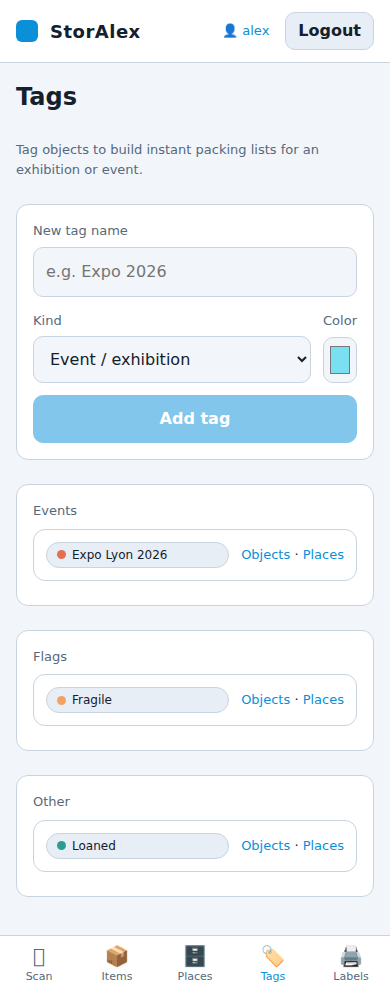 StorAlex
alex
Logout
Tags
Tag objects to build instant packing lists for an
exhibition or event.
New tag name
e.g. Expo 2026
Kind
Color
Event / exhibition
Add tag
Events
Expo Lyon 2026
Objects · Places
Flags
Fragile
Objects · Places
Other
Loaned
Objects · Places
Scan
Items
Places
Tags
Labels